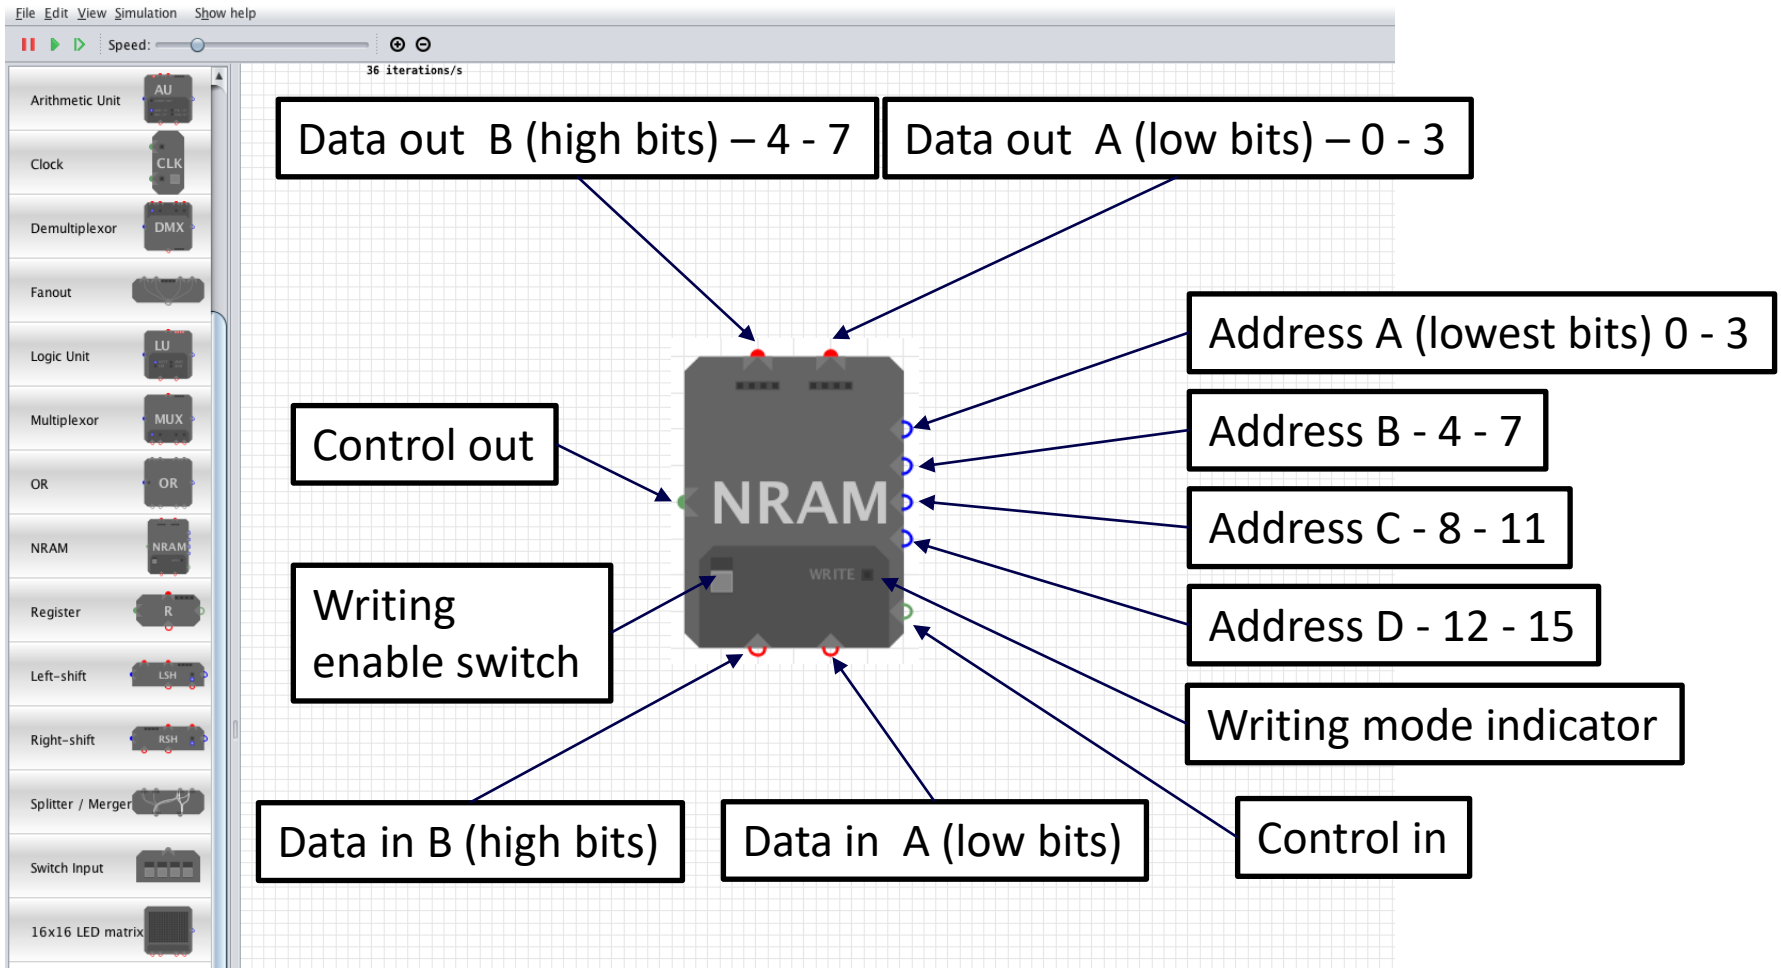 File Edit View Simulation Show help
Speed:
36 iterations/s
Arithmetic Unit
AU
Clock
CLK
Demultiplexor
DMX
Fanout
Logic Unit
LU
Multiplexor
MUX
OR
OR
NRAM
NRAM
Register
R
Left-shift
LSH
Right-shift
RSH
Splitter / Merger
Switch Input
16x16 LED matrix
Data out B (high bits) – 4 - 7
Data out A (low bits) – 0 - 3
Address A (lowest bits) 0 - 3
Address B - 4 - 7
Control out
NRAM
Address C - 8 - 11
WRITE
Writing
enable switch
Address D - 12 - 15
Writing mode indicator
Data in B (high bits)
Data in A (low bits)
Control in